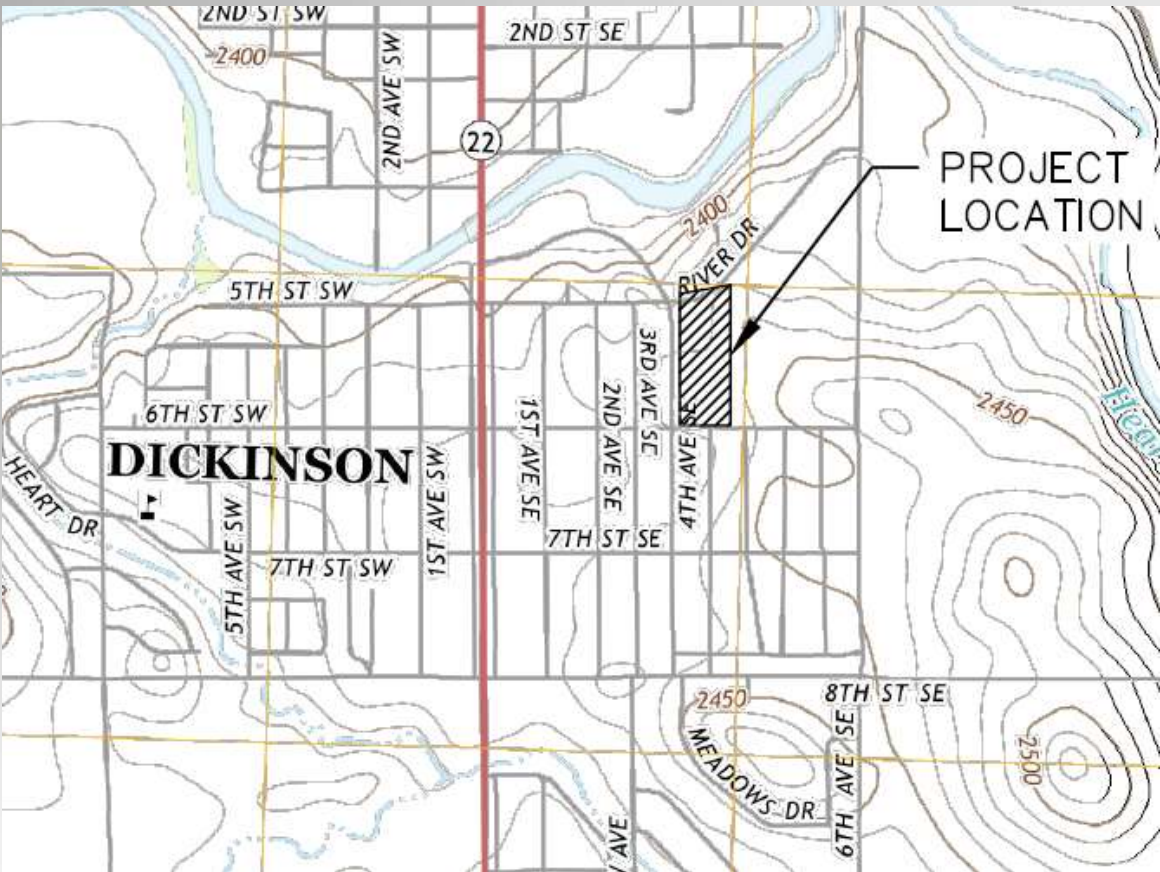 2ND ST SW
2ND ST SE
2400
2ND AVE SW
22
PROJECT
LOCATION
2400
RIVER DR
5TH ST SW
3RD AVE SE
2ND AVE SE
1ST AVE SE
4TH AVE SE
2450
Hear
6TH ST SW
DICKINSON
HEART DR
1ST AVE SW
5TH AVE SW
7TH ST SE
7TH ST SW
8TH ST SE
2450
MEADOWS DR
6TH AVE SE
2500
AVE